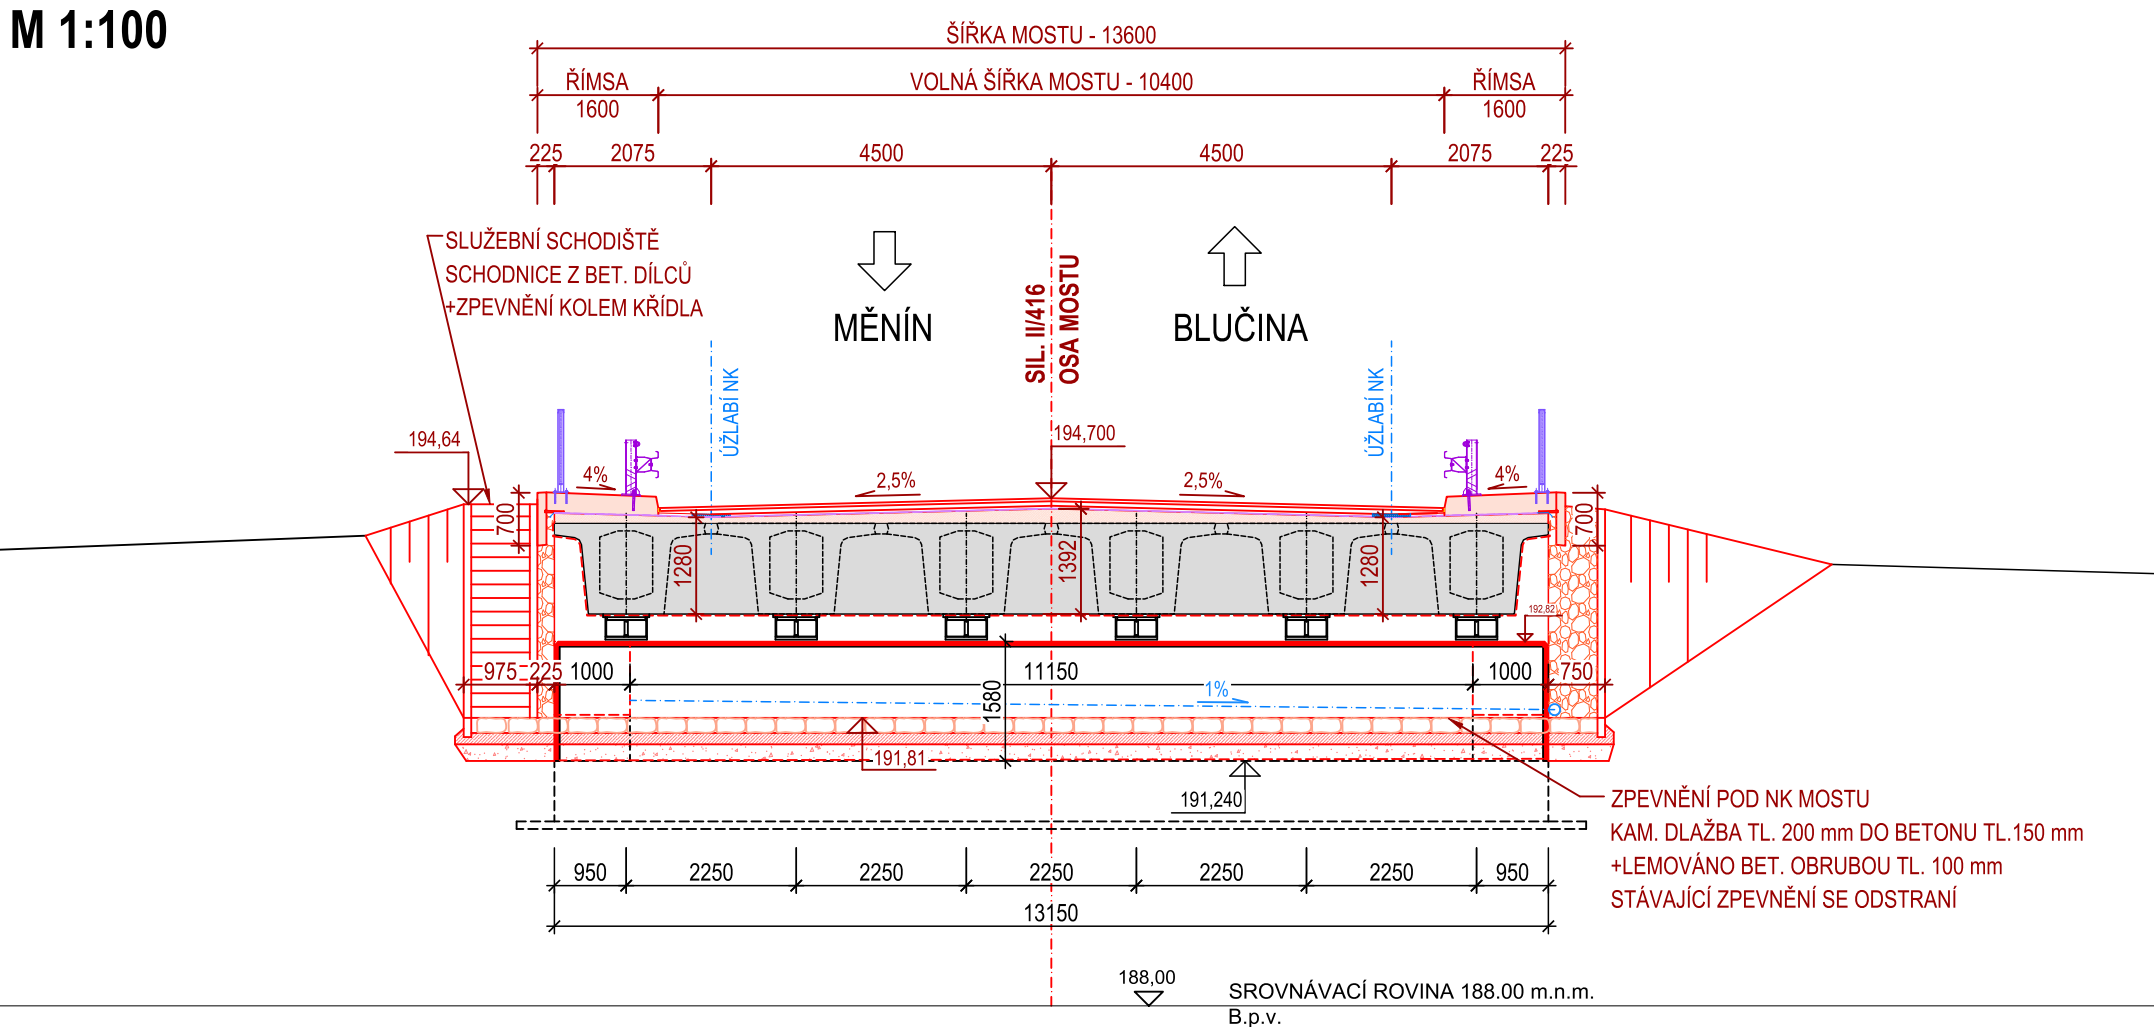 M 1:100
ŠÍŘKA MOSTU - 13600
ŘÍMSA
VOLNÁ ŠÍŘKA MOSTU - 10400
ŘÍMSA
1600
1600
225
2075
4500
4500
2075
225
SLUŽEBNÍ SCHODIŠTĚ
SCHODNICE Z BET. DÍLCŮ
+ZPEVNĚNÍ KOLEM KŘÍDLA
MĚNÍN
SIL. II/416
OSA MOSTU
BLUČINA
ÚŽLABÍ NK
ÚŽLABÍ NK
194,64
194,700
4%
2,5%
2,5%
4%
700
700
1280
1392
1280
192,82
975
225
1000
11150
1000
750
1580
1%
191,81
191,240
ZPEVNĚNÍ POD NK MOSTU
KAM. DLAŽBA TL. 200 mm DO BETONU TL.150 mm
+LEMOVÁNO BET. OBRUBOU TL. 100 mm
STÁVAJÍCÍ ZPEVNĚNÍ SE ODSTRANÍ
950
2250
2250
2250
2250
2250
950
13150
188,00
SROVNÁVACÍ ROVINA 188.00 m.n.m.
B.p.v.